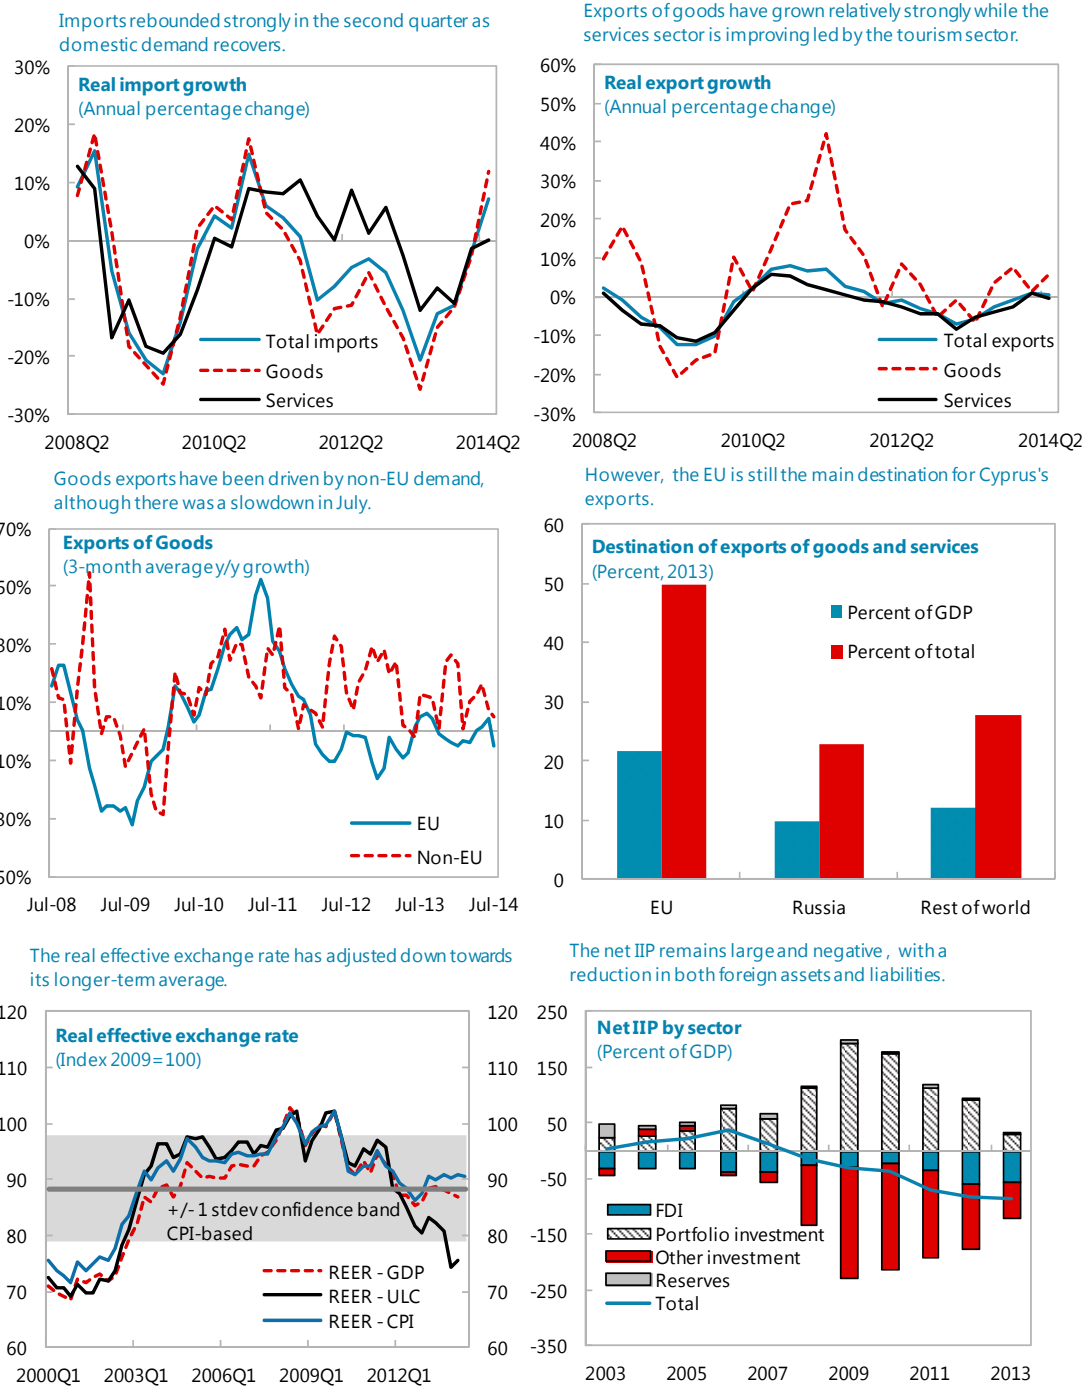 Imports rebounded strongly in the second quarter as
domestic demand recovers.
30%
20%
10%
0%
-10%
-20%
-30%
Real import growth
(Annual percentage change)
Total imports
Goods
Services
2008Q2 2010Q2 2012Q2 2014Q2
Exports of goods have grown relatively strongly while the
services sector is improving led by the tourism sector.
60%
50%
40%
30%
20%
10%
0%
-10%
-20%
-30%
Real export growth
(Annual percentage change)
Total exports
Goods
Services
2008Q2 2010Q2 2012Q2 2014Q2
Goods exports have been driven by non-EU demand,
although there was a slowdown in July.
70%
50%
30%
10%
10%
30%
50%
Exports of Goods
(3-month average y/y growth)
EU
Non-EU
Jul-08 Jul-09 Jul-10 Jul-11 Jul-12 Jul-13 Jul-14
However, the EU is still the main destination for Cyprus's
exports.
60
50
40
30
20
10
0
Destination of exports of goods and services
(Percent, 2013)
Percent of GDP
Percent of total
EU Russia Rest of world
The real effective exchange rate has adjusted down towards
its longer-term average.
120
110
100
90
80
70
60
Real effective exchange rate
(Index 2009=100)
+/- 1 stdev confidence band
CPI-based
REER - GDP
REER - ULC
REER - CPI
120
110
100
90
80
70
60
2000Q1 2003Q1 2006Q1 2009Q1 2012Q1
The net IIP remains large and negative , with a
reduction in both foreign assets and liabilities.
250
150
50
-50
-150
-250
-350
Net IIP by sector
(Percent of GDP)
FDI
Portfolio investment
Other investment
Reserves
Total
2003 2005 2007 2009 2011 2013